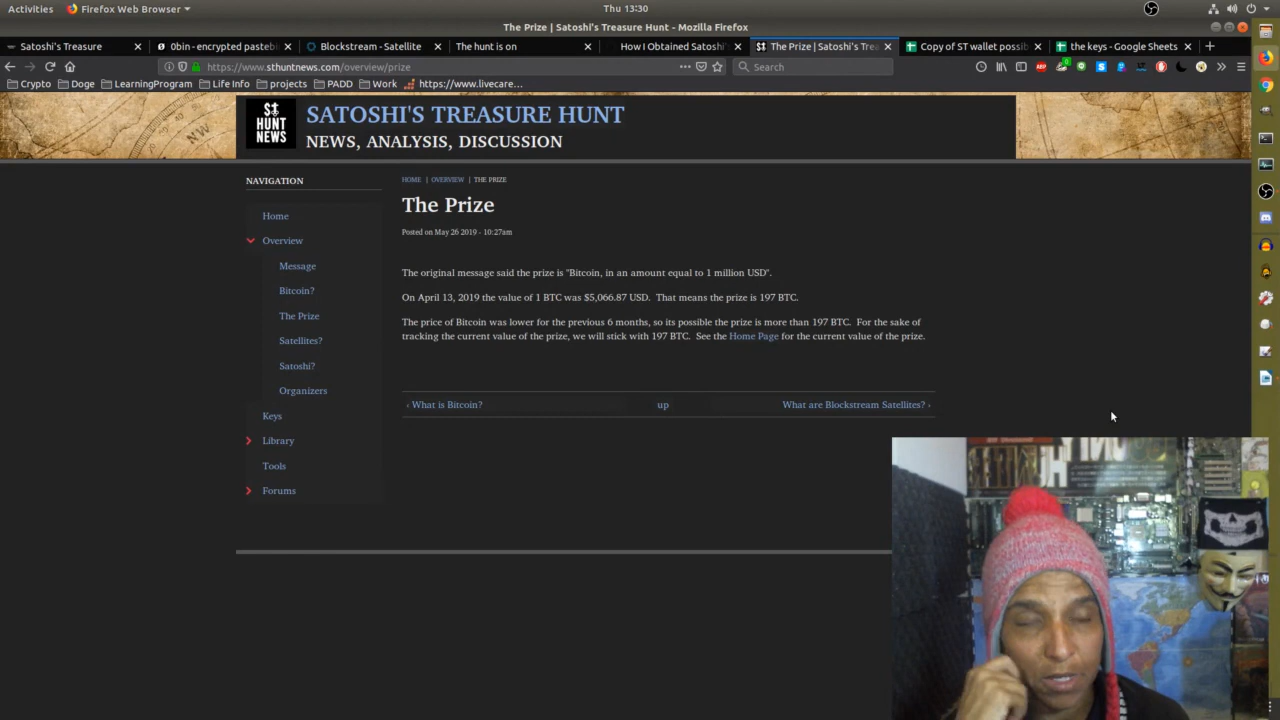 Activities
Firefox Web Browser
Thu 13:30
The Prize | Satoshi's Treasure Hunt - Mozilla Firefox
Satoshi's Treasure
0bin - encrypted pastebi
Blockstream - Satellite
The hunt is on
How I Obtained Satoshi'
The Prize | Satoshi's Trea
Copy of ST wallet possib
the keys - Google Sheets
https://www.sthuntnews.com/overview/prize
Search
Crypto
Doge
LearningProgram
Life Info
projects
PADD
Work
https://www.livecare...
$T
HUNT
NEWS
SATOSHI'S TREASURE HUNT
NEWS, ANALYSIS, DISCUSSION
NAVIGATION
Home
Overview
Message
Bitcoin?
The Prize
Satellites?
Satoshi?
Organizers
Keys
Library
Tools
Forums
HOME | OVERVIEW | THE PRIZE
The Prize
Posted on May 26 2019 - 10:27am
The original message said the prize is "Bitcoin, in an amount equal to 1 million USD".
On April 13, 2019 the value of 1 BTC was $5,066.87 USD. That means the prize is 197 BTC.
The price of Bitcoin was lower for the previous 6 months, so its possible the prize is more than 197 BTC. For the sake of
tracking the current value of the prize, we will stick with 197 BTC. See the Home Page for the current value of the prize.
‹ What is Bitcoin?
up
What are Blockstream Satellites? ›